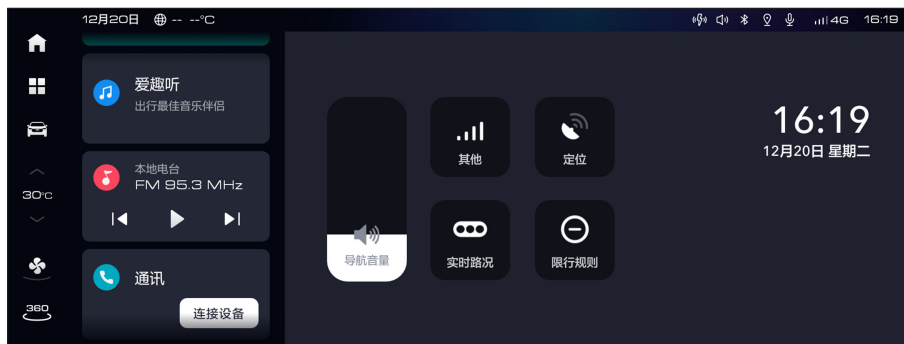 12月20日 -- --°C
4G 16:19
爱趣听
出行最佳音乐伴侣
本地电台
FM 95.3 MHz
通讯
连接设备
30°C
360
导航音量
其他
定位
实时路况
限行规则
16:19
12月20日 星期二